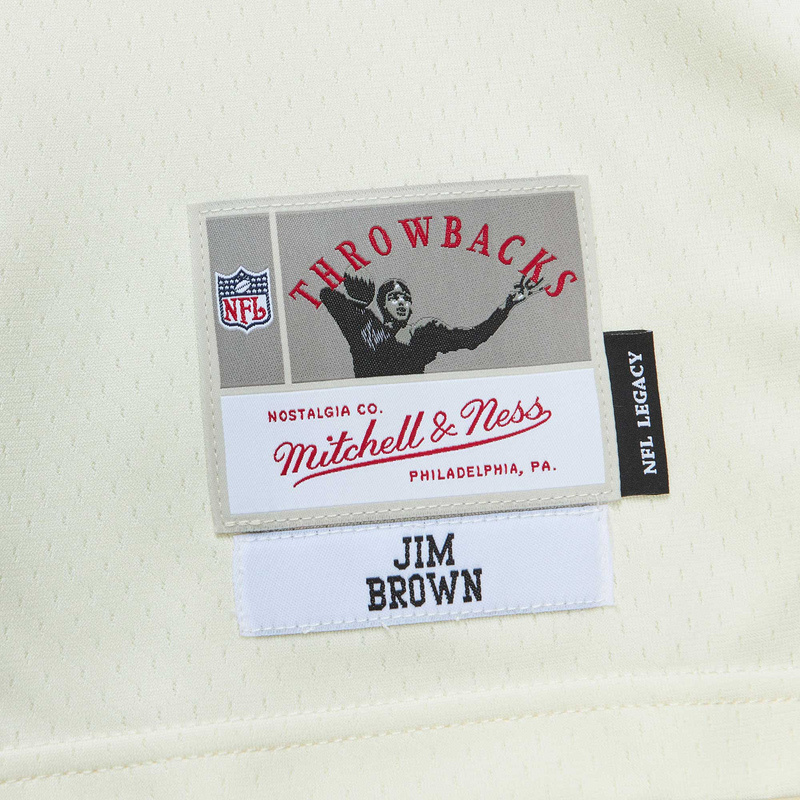 THROWBACKS
NFL
NOSTALGIA CO.
Mitchell & Ness
PHILADELPHIA, PA.
NFL LEGACY
JIM
BROWN